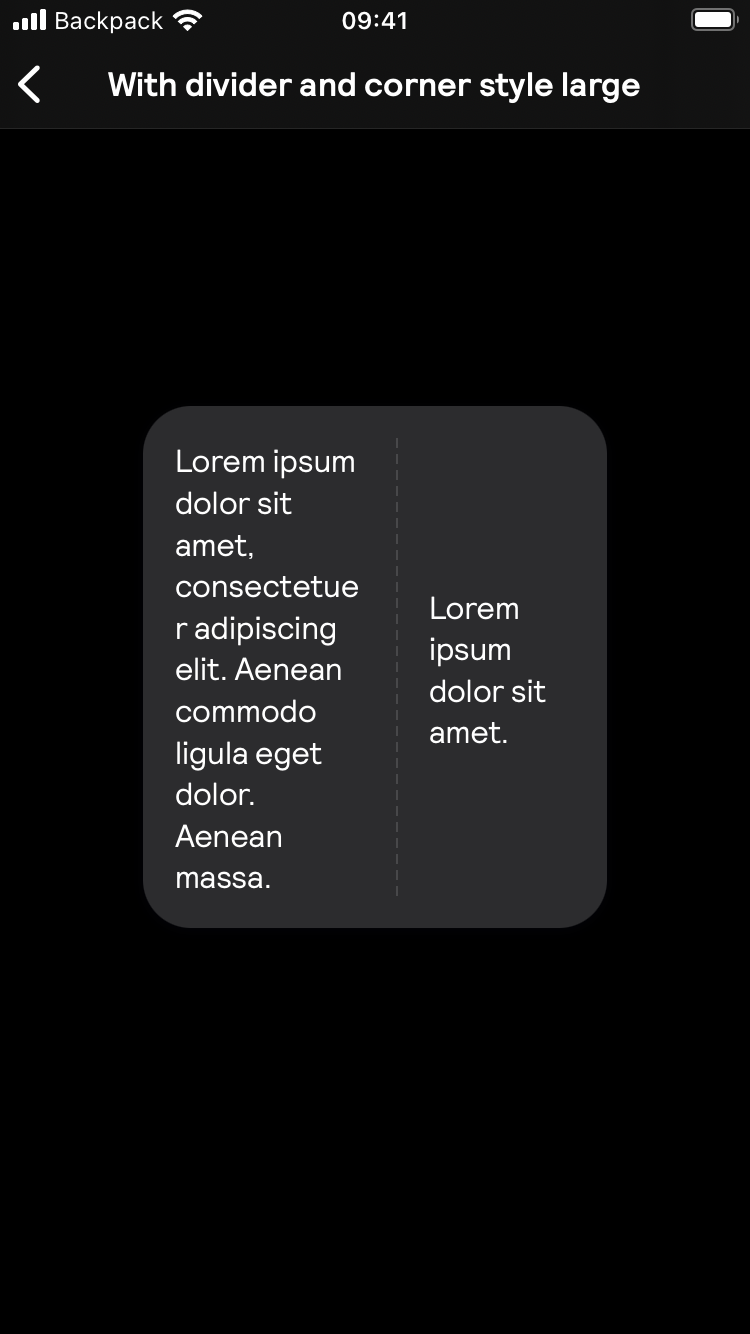 Backpack
09:41
With divider and corner style large
Lorem ipsum
dolor sit
amet,
consectetue
r adipiscing
elit. Aenean
commodo
ligula eget
dolor.
Aenean
massa.
Lorem
ipsum
dolor sit
amet.